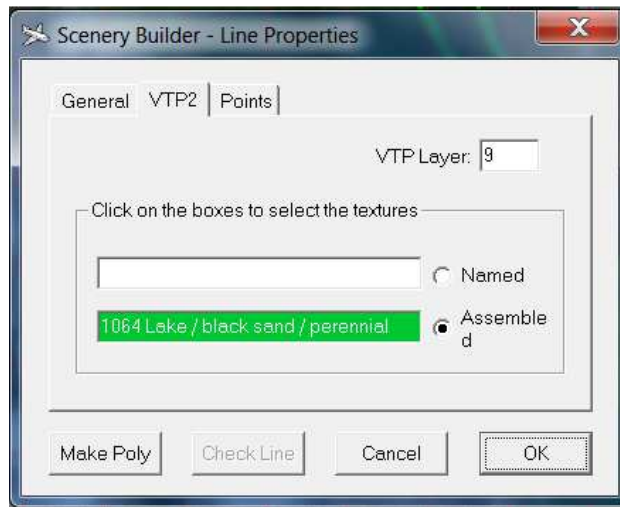 Scenery Builder - Line Properties
General VTP2 Points
VTP Layer: 9
Click on the boxes to select the textures
Named
1064 Lake / black sand / perennial
Assemble
d
Make Poly Check Line Cancel OK